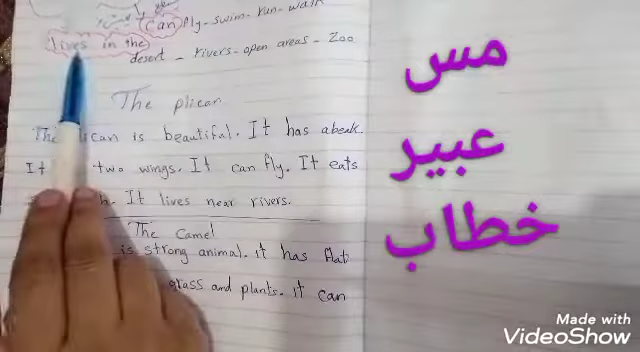 can fly - swim - run - walk
Lives in the
desert - rivers - open areas - Zoo
The plican
The lican is beautiful. It has abeak.
It two wings. It can fly. It eats
h. It lives near rivers.
The Camel
is strong animal. it has flat
grass and plants. it can
مس
عبير
خطاب
Made with
VideoShow